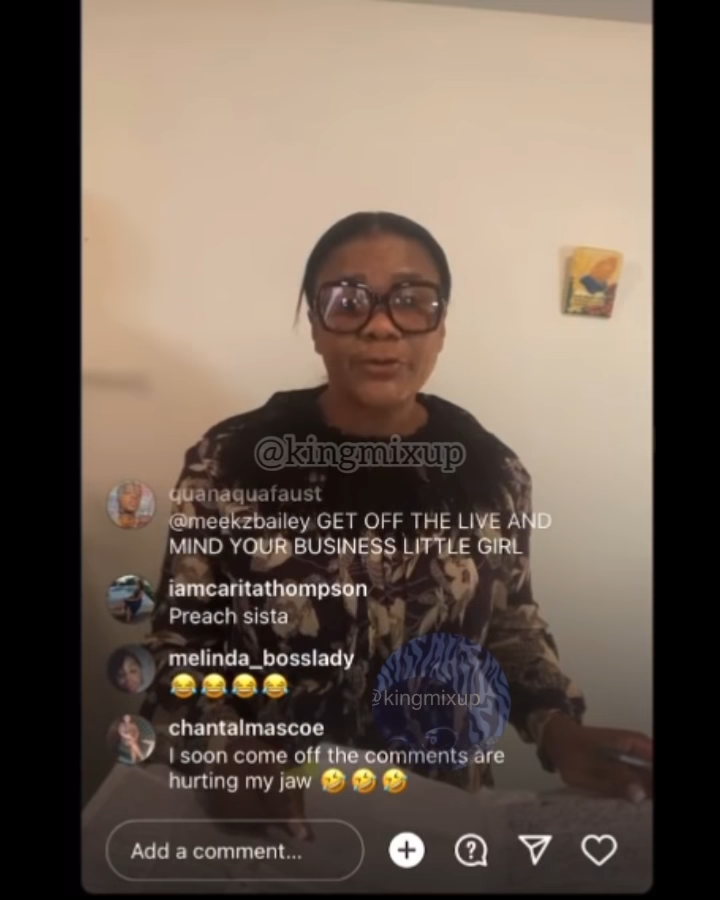 @kingmixup
quanaquafaust
@meekzbailey GET OFF THE LIVE AND
MIND YOUR BUSINESS LITTLE GIRL
iamcaritathompson
Preach sista
melinda_bosslady
😂😂😂😂
@kingmixup
chantalmascoe
I soon come off the comments are
hurting my jaw 🤣🤣🤣
Add a comment...